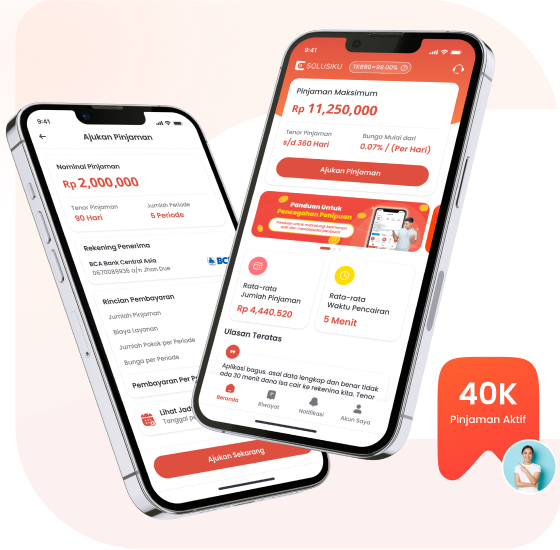 9:41
Ajukan Pinjaman
Nominal Pinjaman
Rp 2,000,000
Tenor Pinjaman
Jumlah Periode
90 Hari
5 Periode
Rekening Penerima
BCA Bank Central Asia
0670089936 a/n Jhon Due
Rincian Pembayaran
Jumlah Pinjaman
Biaya Layanan
Jumlah Pokok per Periode
Bunga per Periode
Pembayaran Per P
Lihat Jad
Tanggal p
Ajukan Sekarang
9:41
SOLUSIKU
TKB90=99.00%
Pinjaman Maksimum
Rp 11,250,000
Tenor Pinjaman
Bunga Mulai dari
s/d 360 Hari
0.07% / (Per Hari)
Ajukan Pinjaman
Panduan Untuk
Pencegahan Penipuan
Rata-rata
Jumlah Pinjaman
Rp 4,440.520
Rata-rata
Waktu Pencairan
5 Menit
Ulasan Teratas
Aplikasi bagus, asal data lengkap dan benar tidak
ada 30 menit dana isa cair ke rekening kita. Tenor
Beranda
Riwayat
Notifikasi
Akun Saya
40K
Pinjaman Aktif